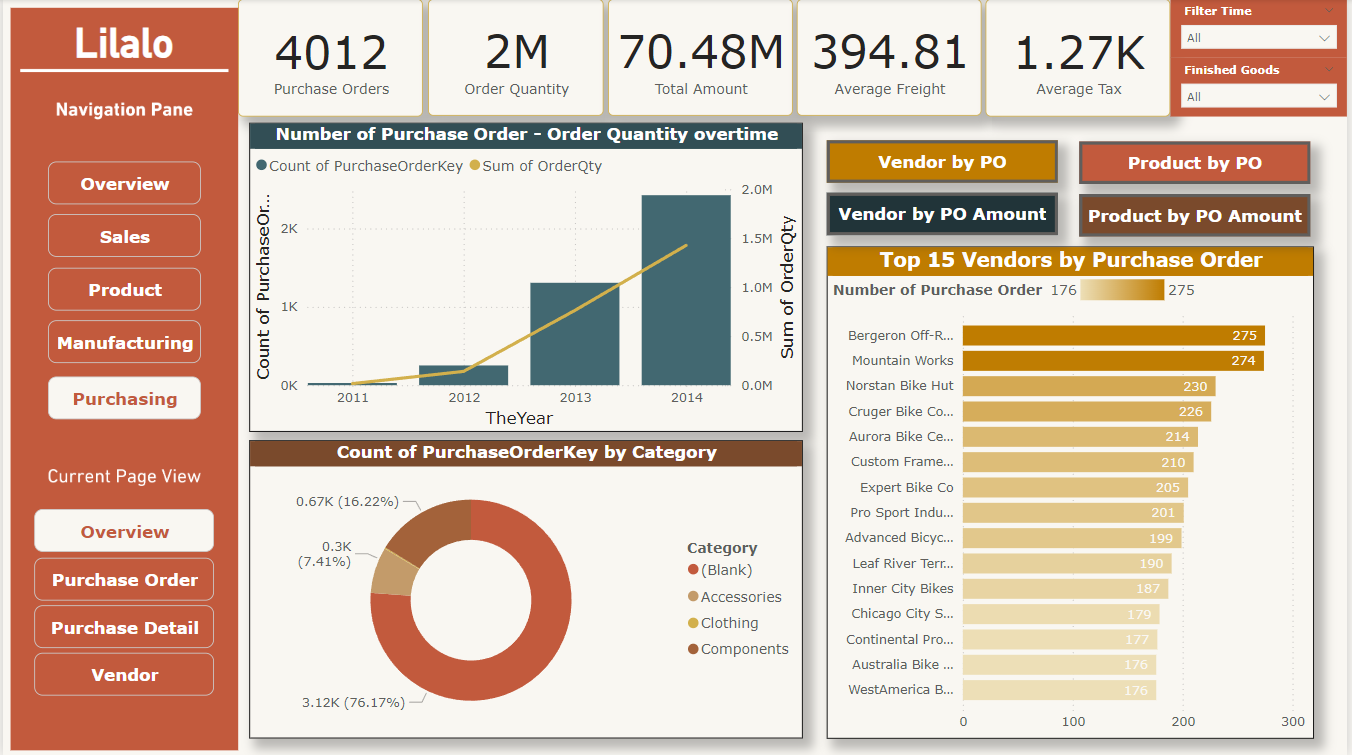 Lilalo
Navigation Pane
Overview
Sales
Product
Manufacturing
Purchasing
Current Page View
Overview
Purchase Order
Purchase Detail
Vendor
4012
Purchase Orders
2M
Order Quantity
70.48M
Total Amount
394.81
Average Freight
1.27K
Average Tax
Filter Time
All
Finished Goods
All
Number of Purchase Order - Order Quantity overtime
Count of PurchaseOrderKey Sum of OrderQty
Count of PurchaseOr...
2K
1K
0K
2.0M
1.5M
1.0M
0.5M
0.0M
Sum of OrderQty
2011 2012 2013 2014
TheYear
Count of PurchaseOrderKey by Category
0.67K (16.22%)
0.3K
(7.41%)
3.12K (76.17%)
Category
(Blank)
Accessories
Clothing
Components
Vendor by PO
Product by PO
Vendor by PO Amount
Product by PO Amount
Top 15 Vendors by Purchase Order
Number of Purchase Order 176 275
Bergeron Off-R... 275
Mountain Works 274
Norstan Bike Hut 230
Cruger Bike Co... 226
Aurora Bike Ce... 214
Custom Frame... 210
Expert Bike Co 205
Pro Sport Indu... 201
Advanced Bicyc... 199
Leaf River Terr... 190
Inner City Bikes 187
Chicago City S... 179
Continental Pro... 177
Australia Bike ... 176
WestAmerica B... 176
0 100 200 300